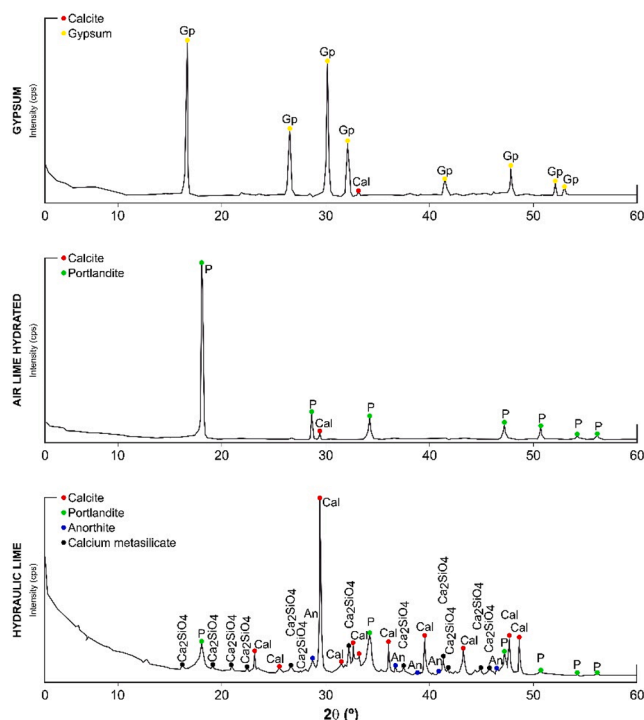 Calcite
Gypsum
GYPSUM
Intensity (cps)
Gp
Gp
Gp
Gp
Cal
Gp
Gp
Gp
Gp
0 10 20 30 40 50 60
Calcite
Portlandite
AIR LIME HYDRATED
Intensity (cps)
P
P
Cal
P
P
P
P
P
0 10 20 30 40 50 60
Calcite
Portlandite
Anorthite
Calcium metasilicate
HYDRAULIC LIME
Intensity (cps)
Ca2SiO4
P
Ca2SiO4
Ca2SiO4
Ca2SiO4
Cal
Cal
Ca2SiO4
Ca2SiO4
An
Cal
Cal
Ca2SiO4
Cal
P
Cal
An
Ca2SiO4
An
Cal
An
Ca2SiO4
Ca2SiO4
Cal
Ca2SiO4
Ca2SiO4
An
P
Cal
Cal
P
P
P
0 10 20 30 40 50 60
2θ (º)